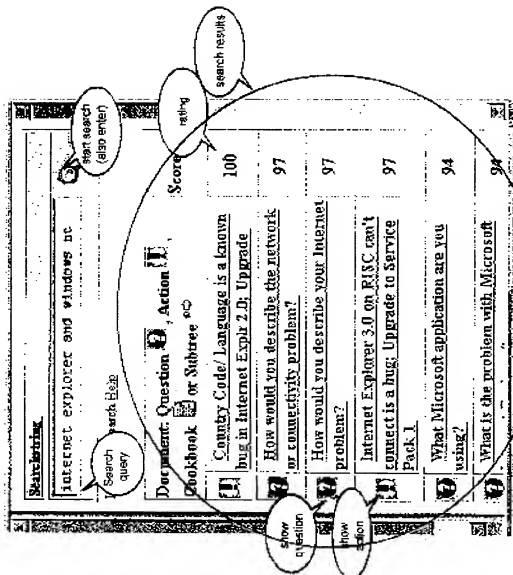 Searchstring
internet explorer and windows nt
start search
(also enter)
Search
query
Search Help
rating
search results
Document: Question , Action ,
Cookbook or Subtree
Score
Country Code/Language is a known
bug in Internet Explr 2.0; Upgrade
100
How would you describe the network
or connectivity problem?
97
How would you describe your Internet
problem?
97
Internet Explorer 3.0 on RISC can't
connect is a bug; Upgrade to Service
Pack 1
97
What Microsoft application are you
using?
94
What is the problem with Microsoft
94
show
question
show
action